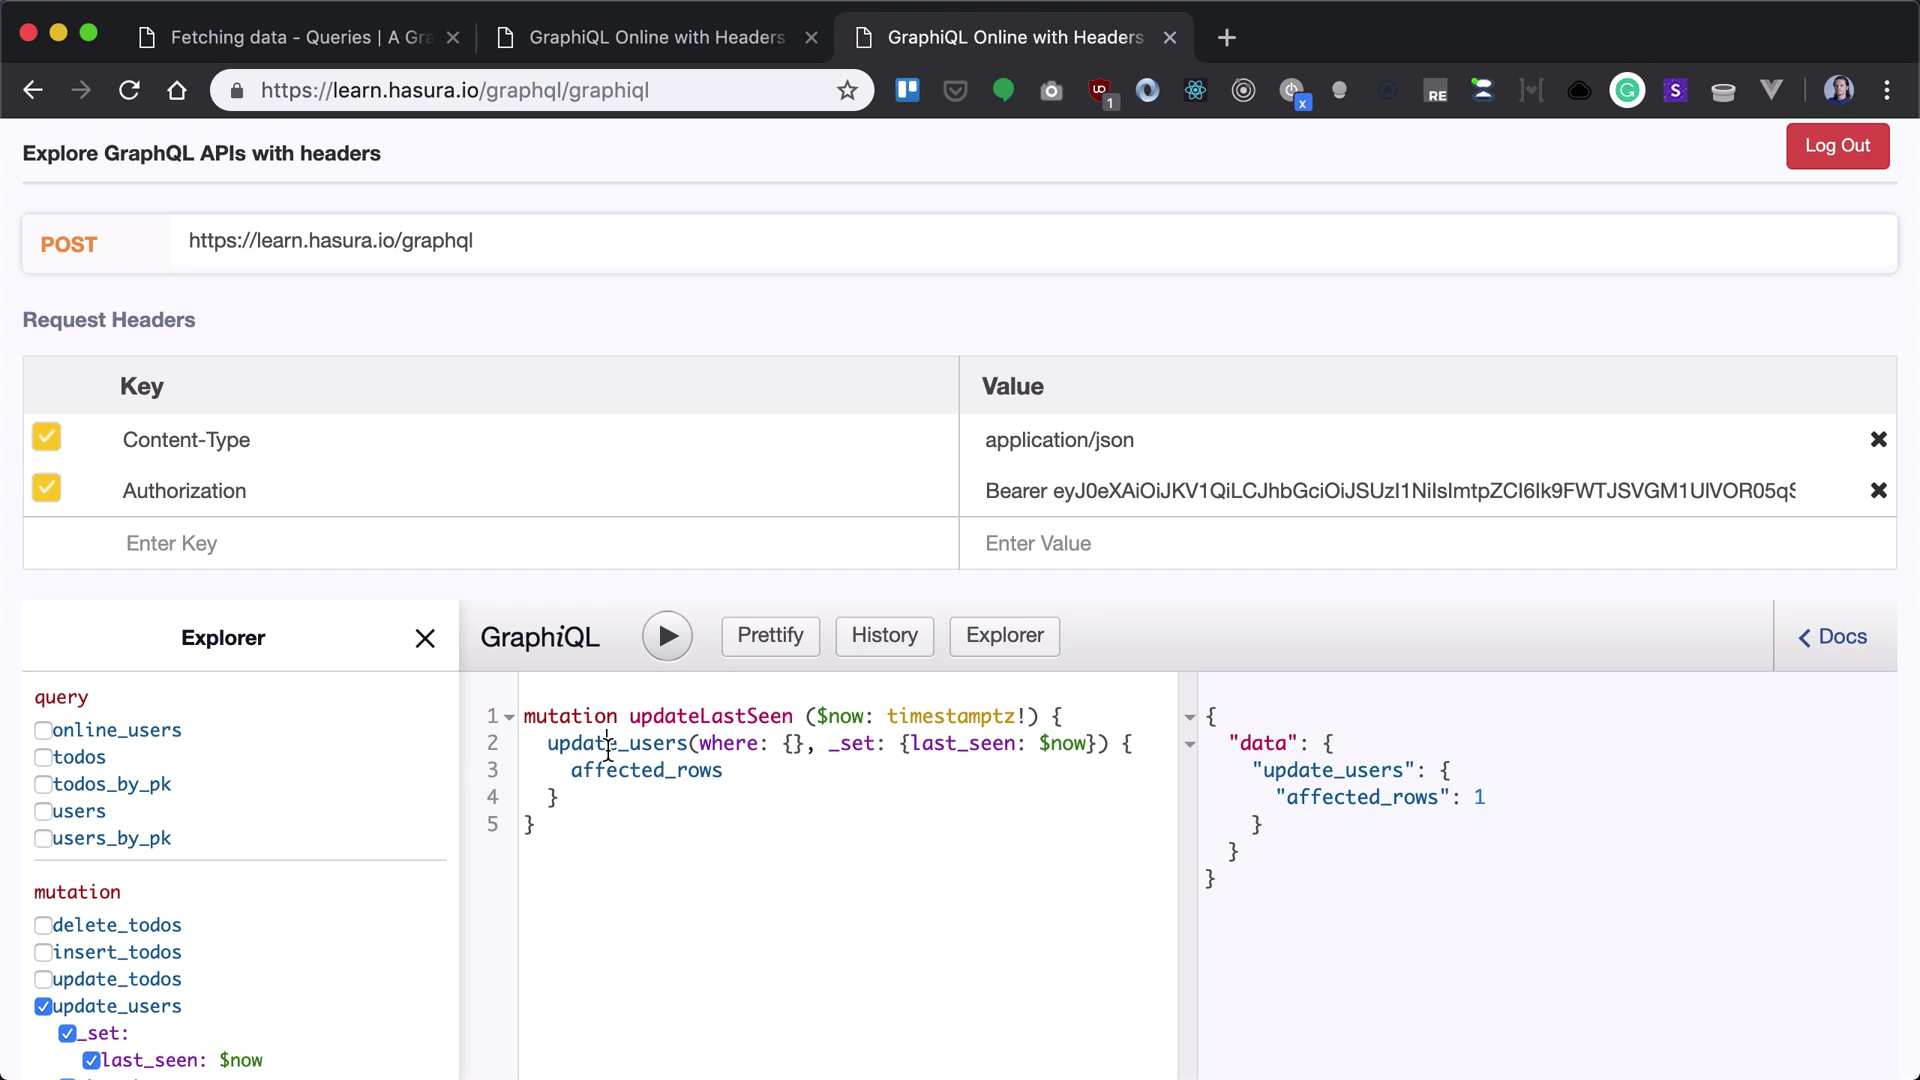 Fetching data - Queries | A Gra
GraphiQL Online with Headers
GraphiQL Online with Headers
https://learn.hasura.io/graphql/graphiql
1
x
RE
S
Explore GraphQL APIs with headers
Log Out
POST
https://learn.hasura.io/graphql
Request Headers
Key
Value
Content-Type
application/json
Authorization
Bearer eyJ0eXAiOiJKV1QiLCJhbGciOiJSUzI1NiIsImtpZCI6Ik9FWTJSVGM1UlVOR05qS
Enter Key
Enter Value
Explorer
GraphiQL
Prettify
History
Explorer
Docs
query
online_users
todos
todos_by_pk
users
users_by_pk
mutation
delete_todos
insert_todos
update_todos
update_users
_set:
last_seen: $now
1 mutation updateLastSeen ($now: timestamptz!) {
2 update_users(where: {}, _set: {last_seen: $now}) {
3 affected_rows
4 }
5 }
{
"data": {
"update_users": {
"affected_rows": 1
}
}
}